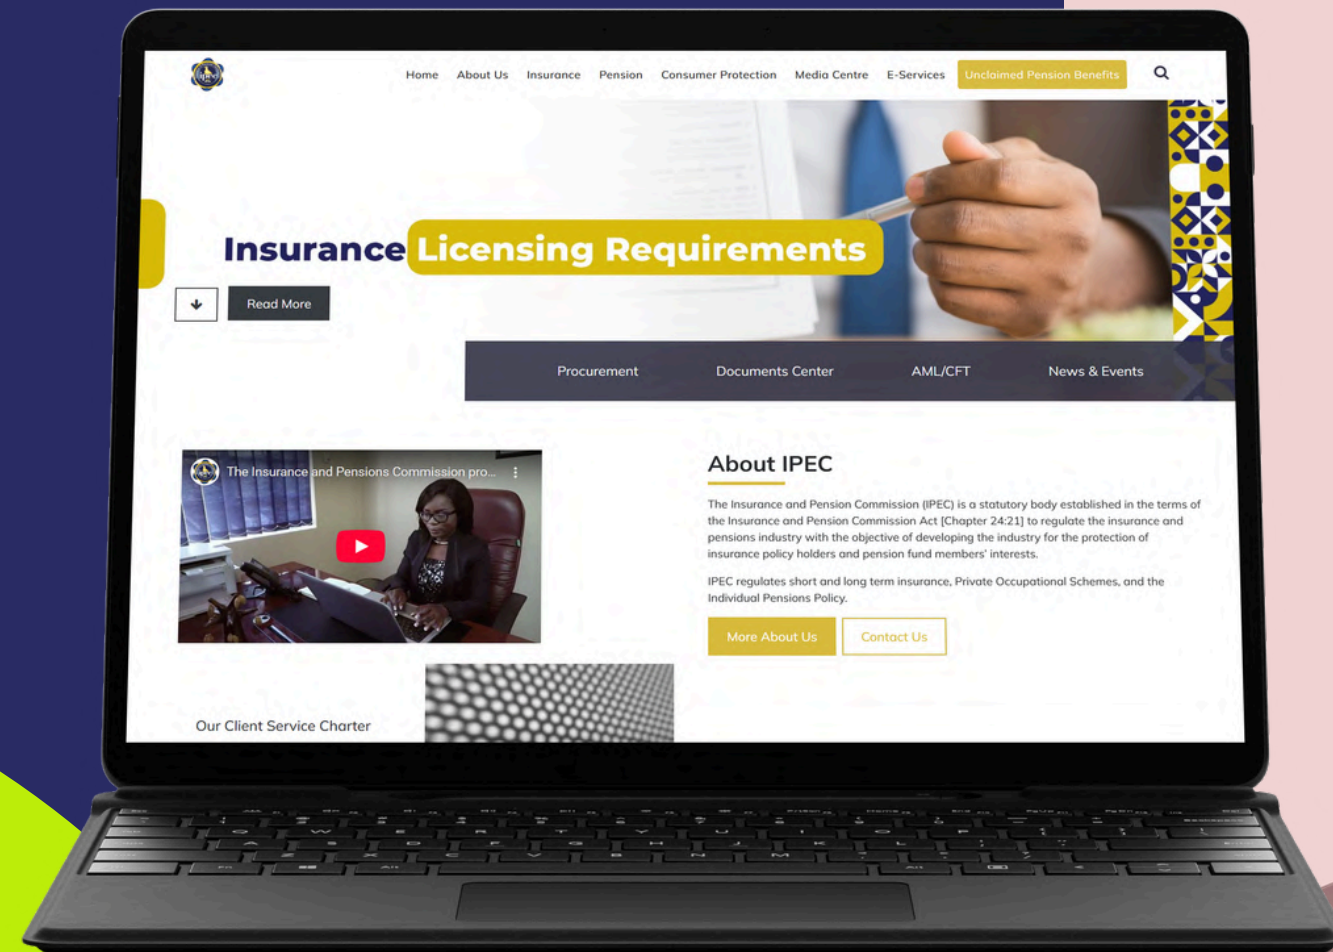 Home About Us Insurance Pension Consumer Protection Media Centre E-Services Unclaimed Pension Benefits
Insurance Licensing Requirements
Read More
Procurement Documents Center AML/CFT News & Events
The Insurance and Pensions Commission pro...
About IPEC
The Insurance and Pension Commission (IPEC) is a statutory body established in the terms of
the Insurance and Pension Commission Act [Chapter 24:21] to regulate the insurance and
pensions industry with the objective of developing the industry for the protection of
insurance policy holders and pension fund members' interests.
IPEC regulates short and long term insurance, Private Occupational Schemes, and the
Individual Pensions Policy.
More About Us Contact Us
Our Client Service Charter